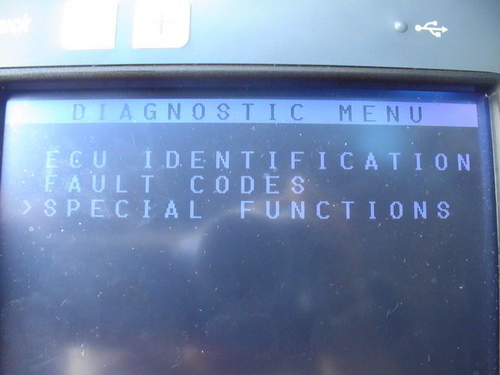 DIAGNOSTIC MENU
ECU IDENTIFICATION
FAULT CODES
>SPECIAL FUNCTIONS